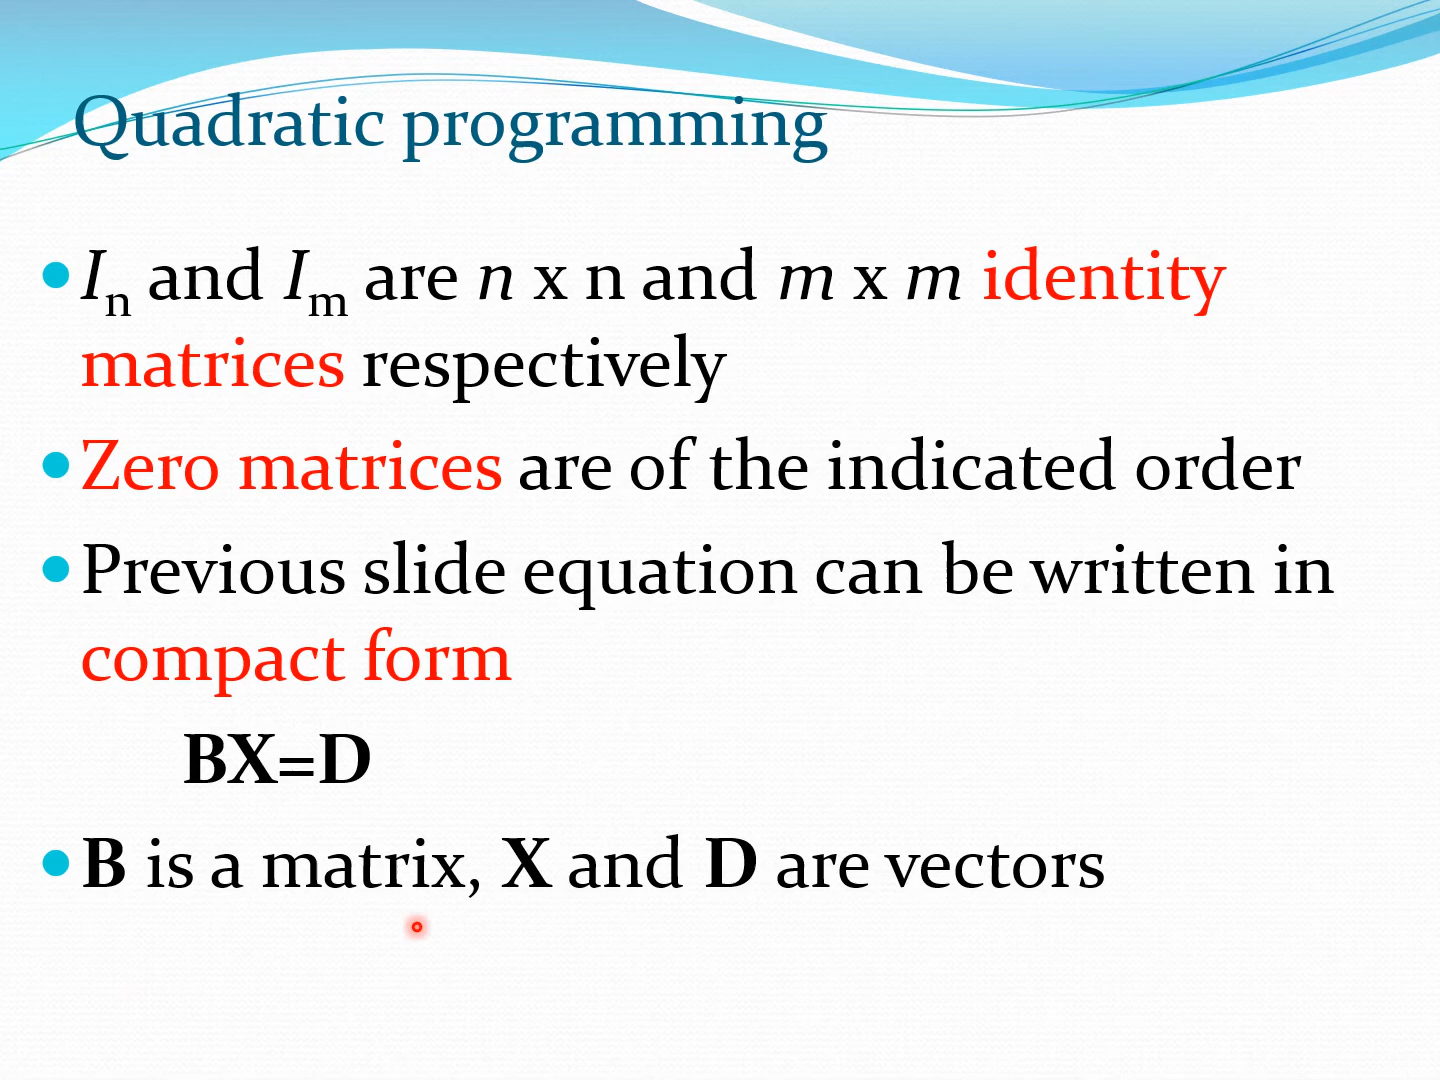 Quadratic programming
• Iₙ and Iₘ are n x n and m x m identity
matrices respectively
• Zero matrices are of the indicated order
• Previous slide equation can be written in
compact form
BX=D
• B is a matrix, X and D are vectors